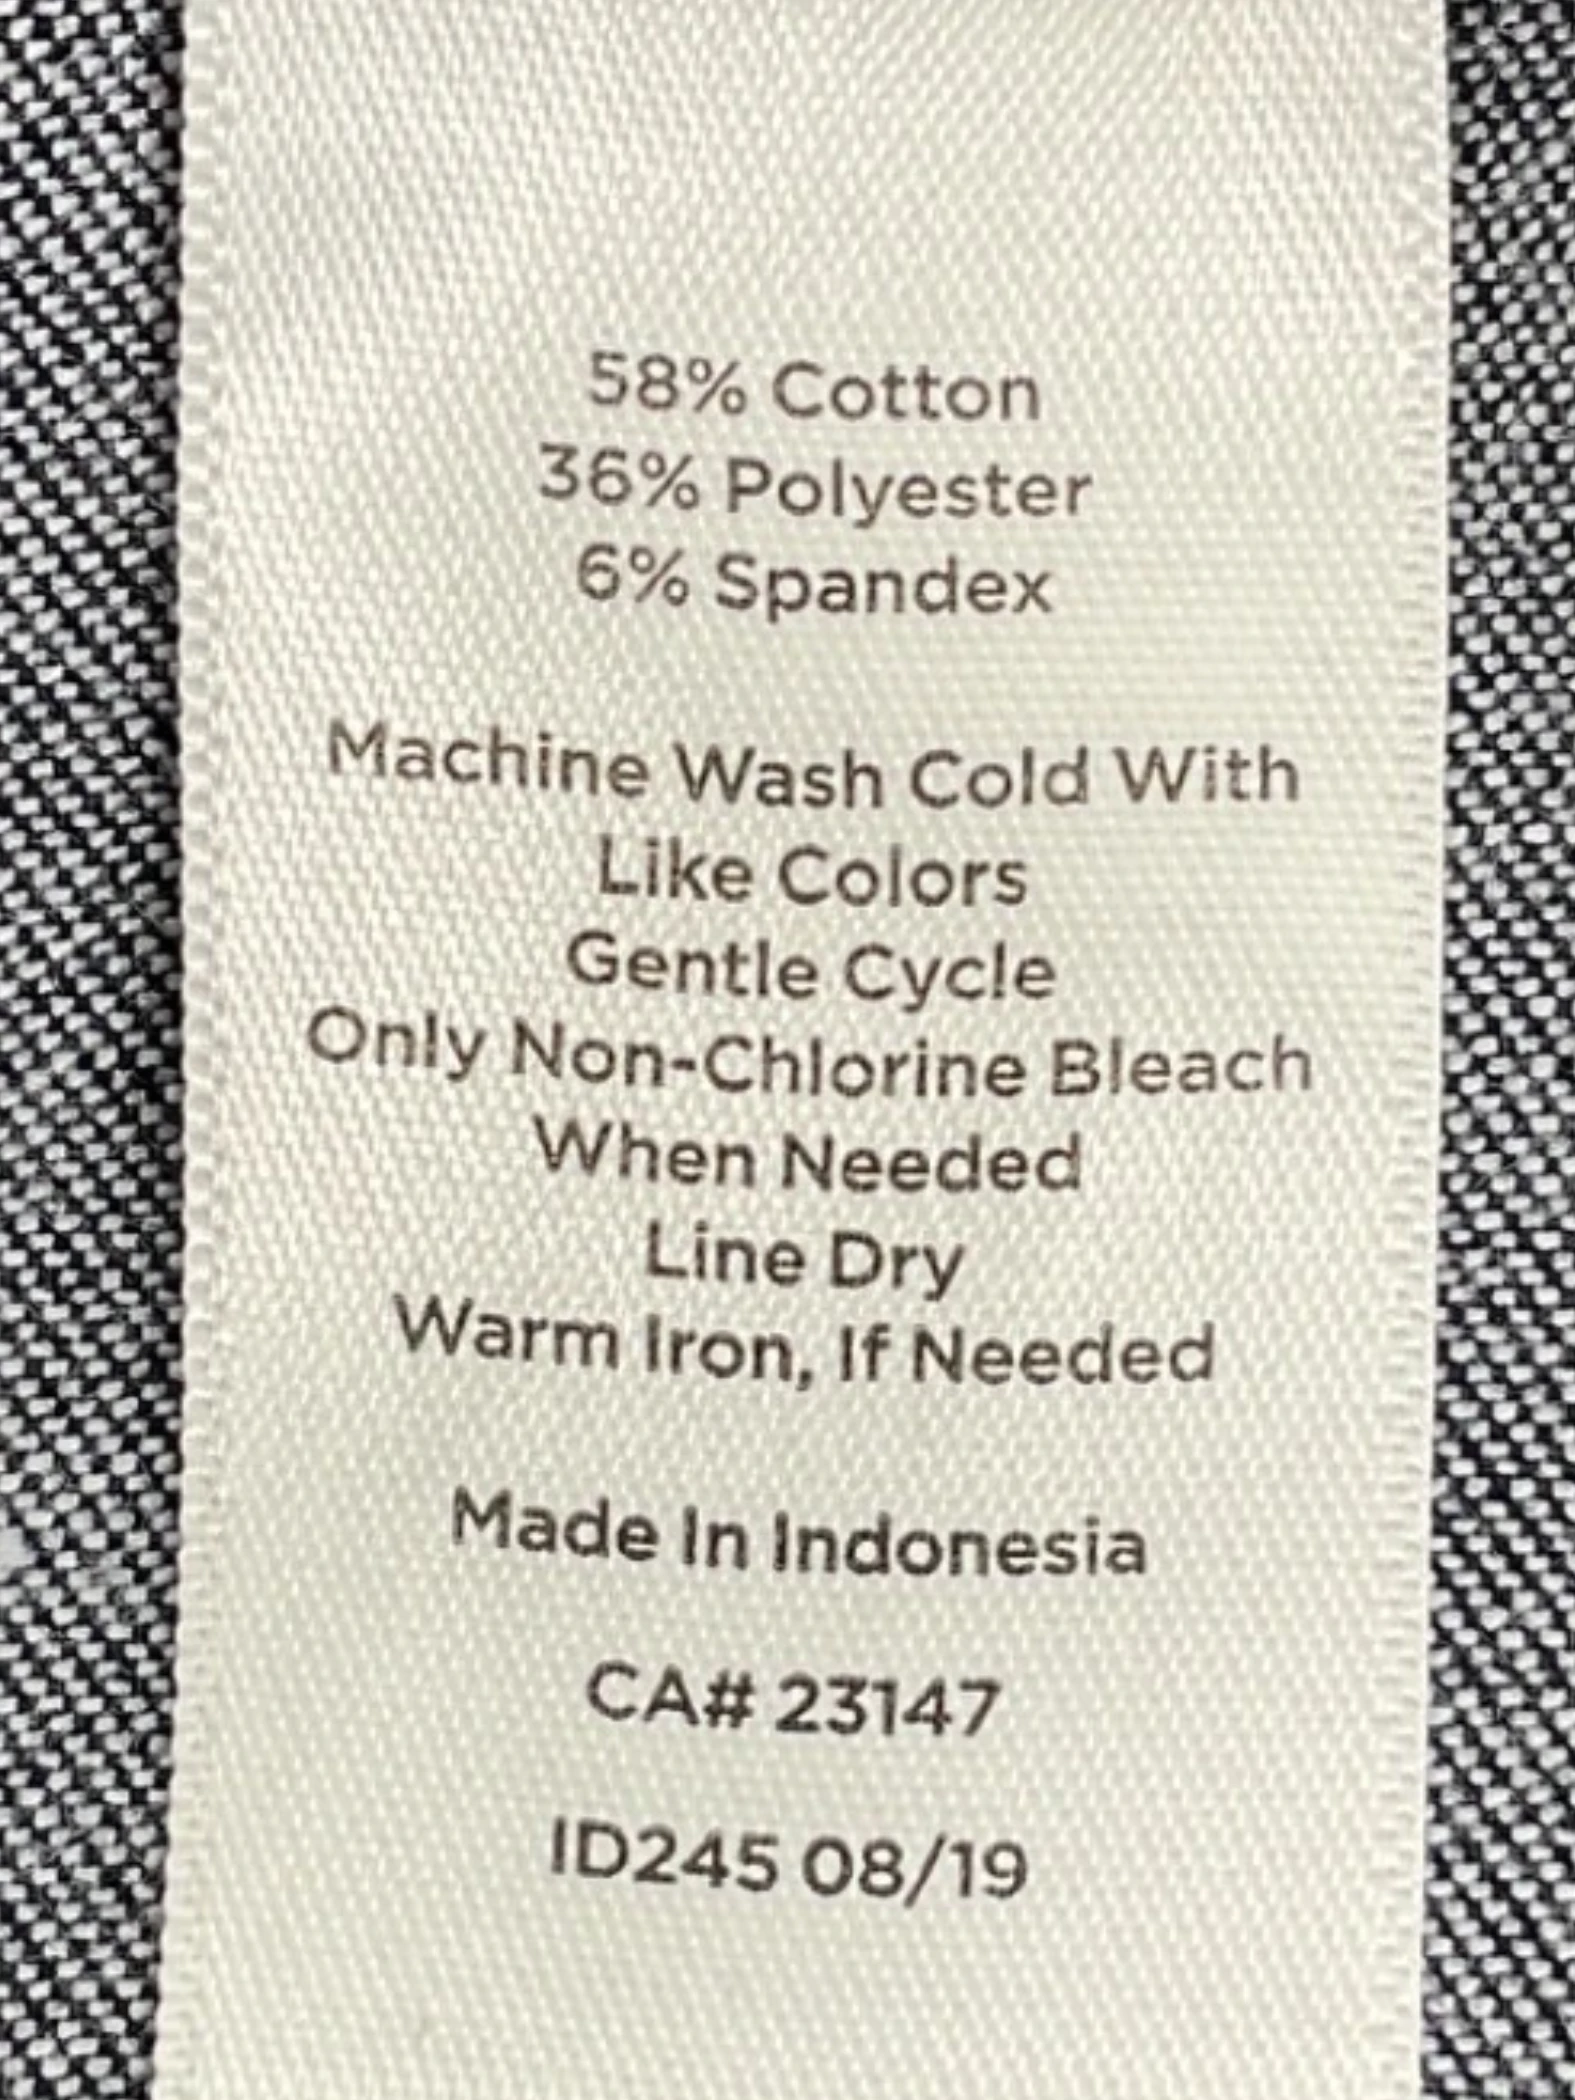 58% Cotton
36% Polyester
6% Spandex
Machine Wash Cold With
Like Colors
Gentle Cycle
Only Non-Chlorine Bleach
When Needed
Line Dry
Warm Iron, If Needed
Made In Indonesia
CA# 23147
ID245 08/19